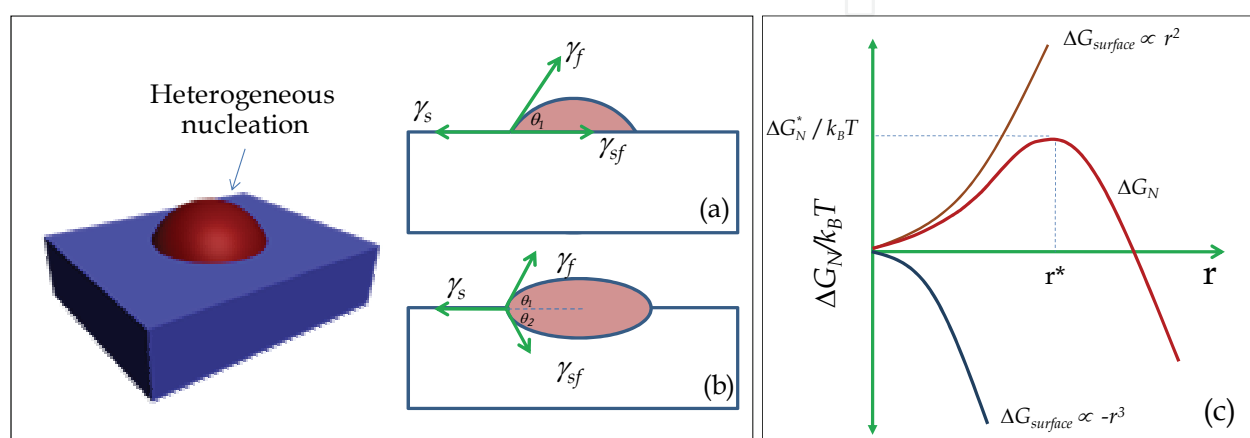 Heterogeneous
nucleation
γf
γs
θ1
γsf
(a)
γf
γs
θ1
θ2
γsf
(b)
ΔGsurface ∝ r²
ΔG*N / kBT
ΔGN
ΔGN/kBT
r*
r
ΔGsurface ∝ -r³
(c)